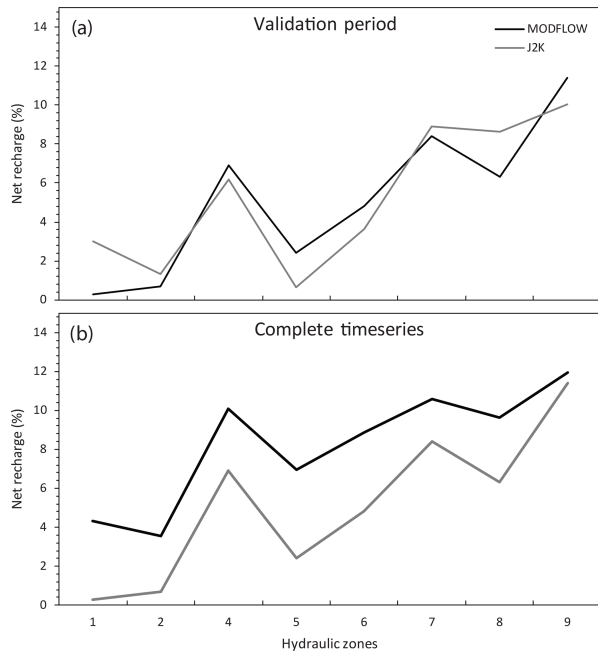 (a)
Validation period
MODFLOW
J2K
Net recharge (%)
14
12
10
8
6
4
2
0
(b)
Complete timeseries
Net recharge (%)
14
12
10
8
6
4
2
0
1 2 4 5 6 7 8 9
Hydraulic zones